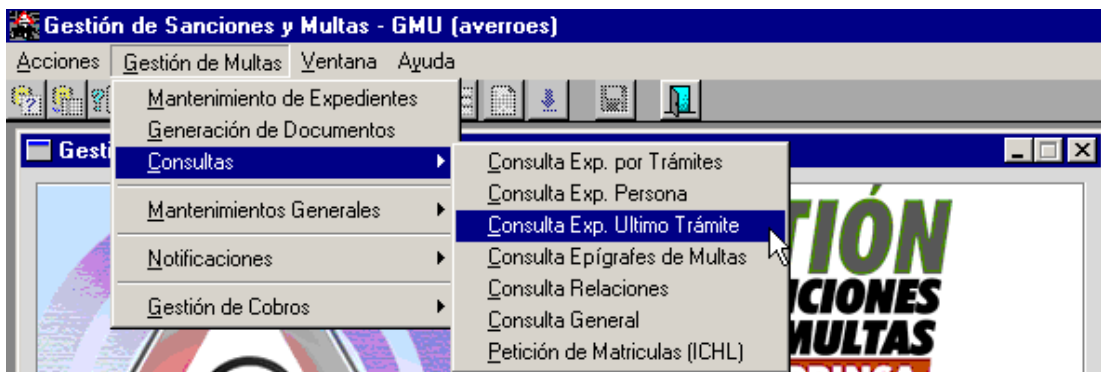 Gestión de Sanciones y Multas - GMU (averroes)
Acciones Gestión de Multas Ventana Ayuda
Mantenimiento de Expedientes
Generación de Documentos
Consultas
Mantenimientos Generales
Notificaciones
Gestión de Cobros
Gesti
Consulta Exp. por Trámites
Consulta Exp. Persona
Consulta Exp. Ultimo Trámite
Consulta Epígrafes de Multas
Consulta Relaciones
Consulta General
Petición de Matriculas (ICHL)
TIÓN
CIONES
MULTAS